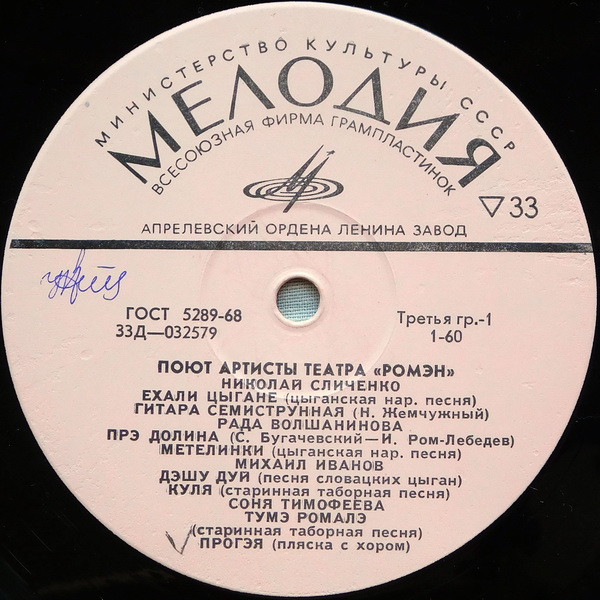 МИНИСТЕРСТВО КУЛЬТУРЫ СССР
МЕЛОДИЯ
ВСЕСОЮЗНАЯ ФИРМА ГРАМПЛАСТИНОК
▽33
АПРЕЛЕВСКИЙ ОРДЕНА ЛЕНИНА ЗАВОД
ГОСТ 5289-68
33Д—032579
Третья гр.-1
1-60
ПОЮТ АРТИСТЫ ТЕАТРА «РОМЭН»
НИКОЛАЙ СЛИЧЕНКО
ЕХАЛИ ЦЫГАНЕ (цыганская нар. песня)
ГИТАРА СЕМИСТРУННАЯ (Н. Жемчужный)
РАДА ВОЛШАНИНОВА
ПРЭ ДОЛИНА (С. Бугачевский—И. Ром-Лебедев)
МЕТЕЛИНКИ (цыганская нар. песня)
МИХАИЛ ИВАНОВ
ДЭШУ ДУЙ (песня словацких цыган)
КУЛЯ (старинная таборная песня)
СОНЯ ТИМОФЕЕВА
ТУМЭ РОМАЛЭ
(старинная таборная песня)
ПРОГЭЯ (пляска с хором)